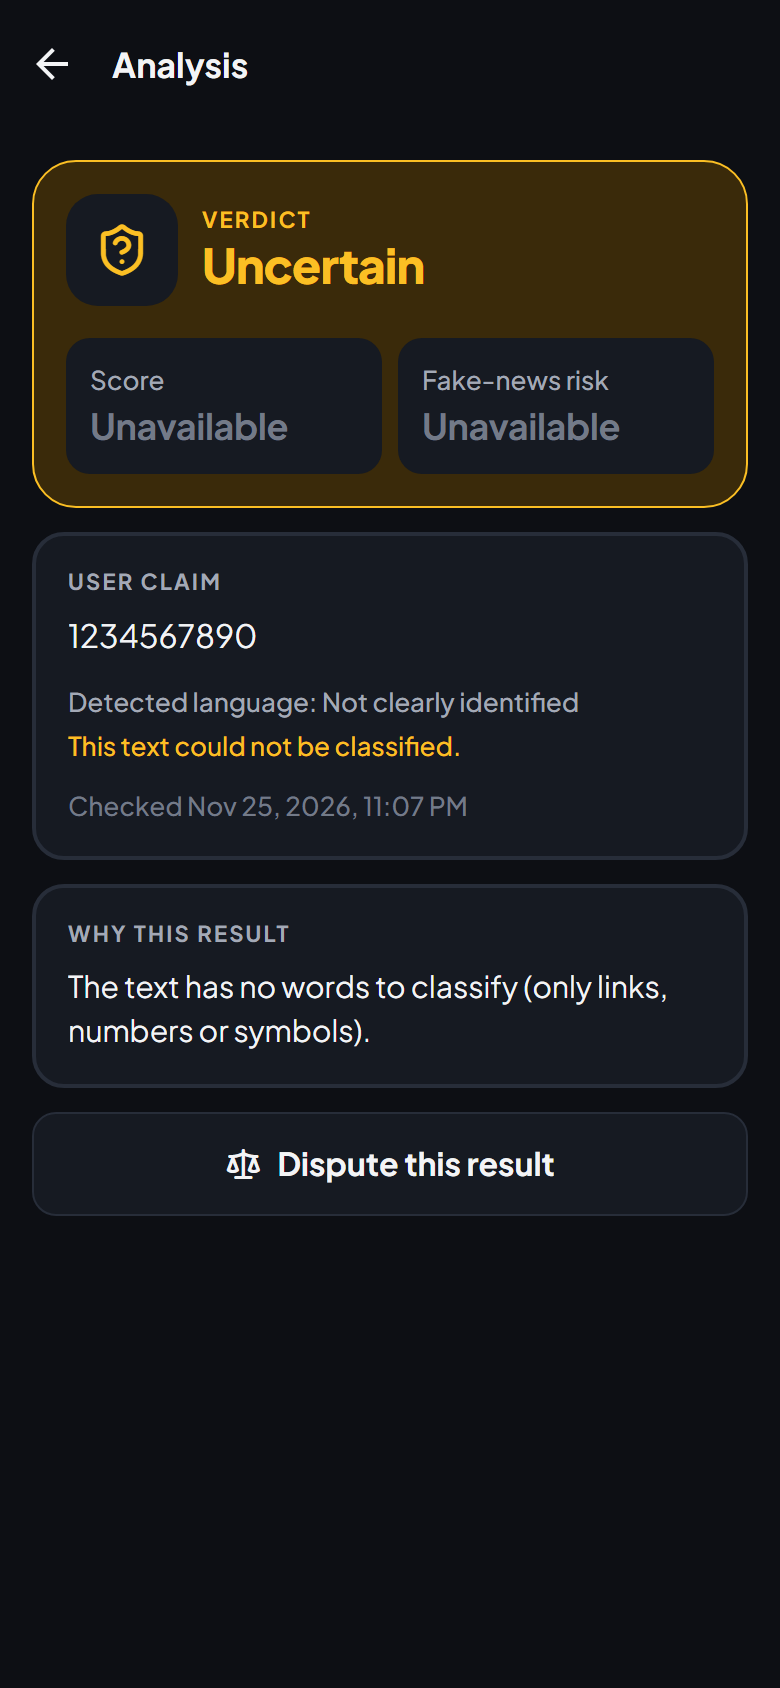 Analysis
VERDICT
Uncertain
Score
Unavailable
Fake-news risk
Unavailable
USER CLAIM
1234567890
Detected language: Not clearly identified
This text could not be classified.
Checked Nov 25, 2026, 11:07 PM
WHY THIS RESULT
The text has no words to classify (only links,
numbers or symbols).
Dispute this result